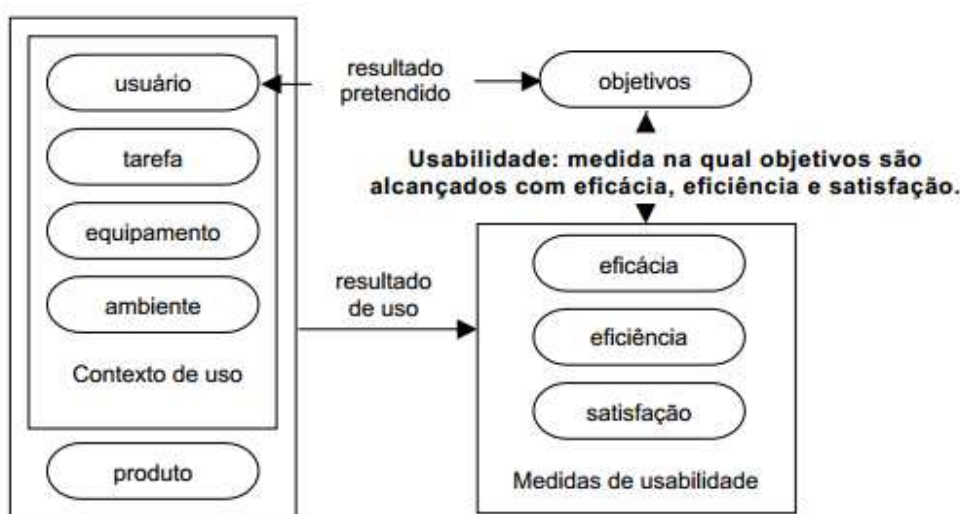 usuário
tarefa
equipamento
ambiente
Contexto de uso
produto
resultado
pretendido
objetivos
Usabilidade: medida na qual objetivos são
alcançados com eficácia, eficiência e satisfação.
resultado
de uso
eficácia
eficiência
satisfação
Medidas de usabilidade